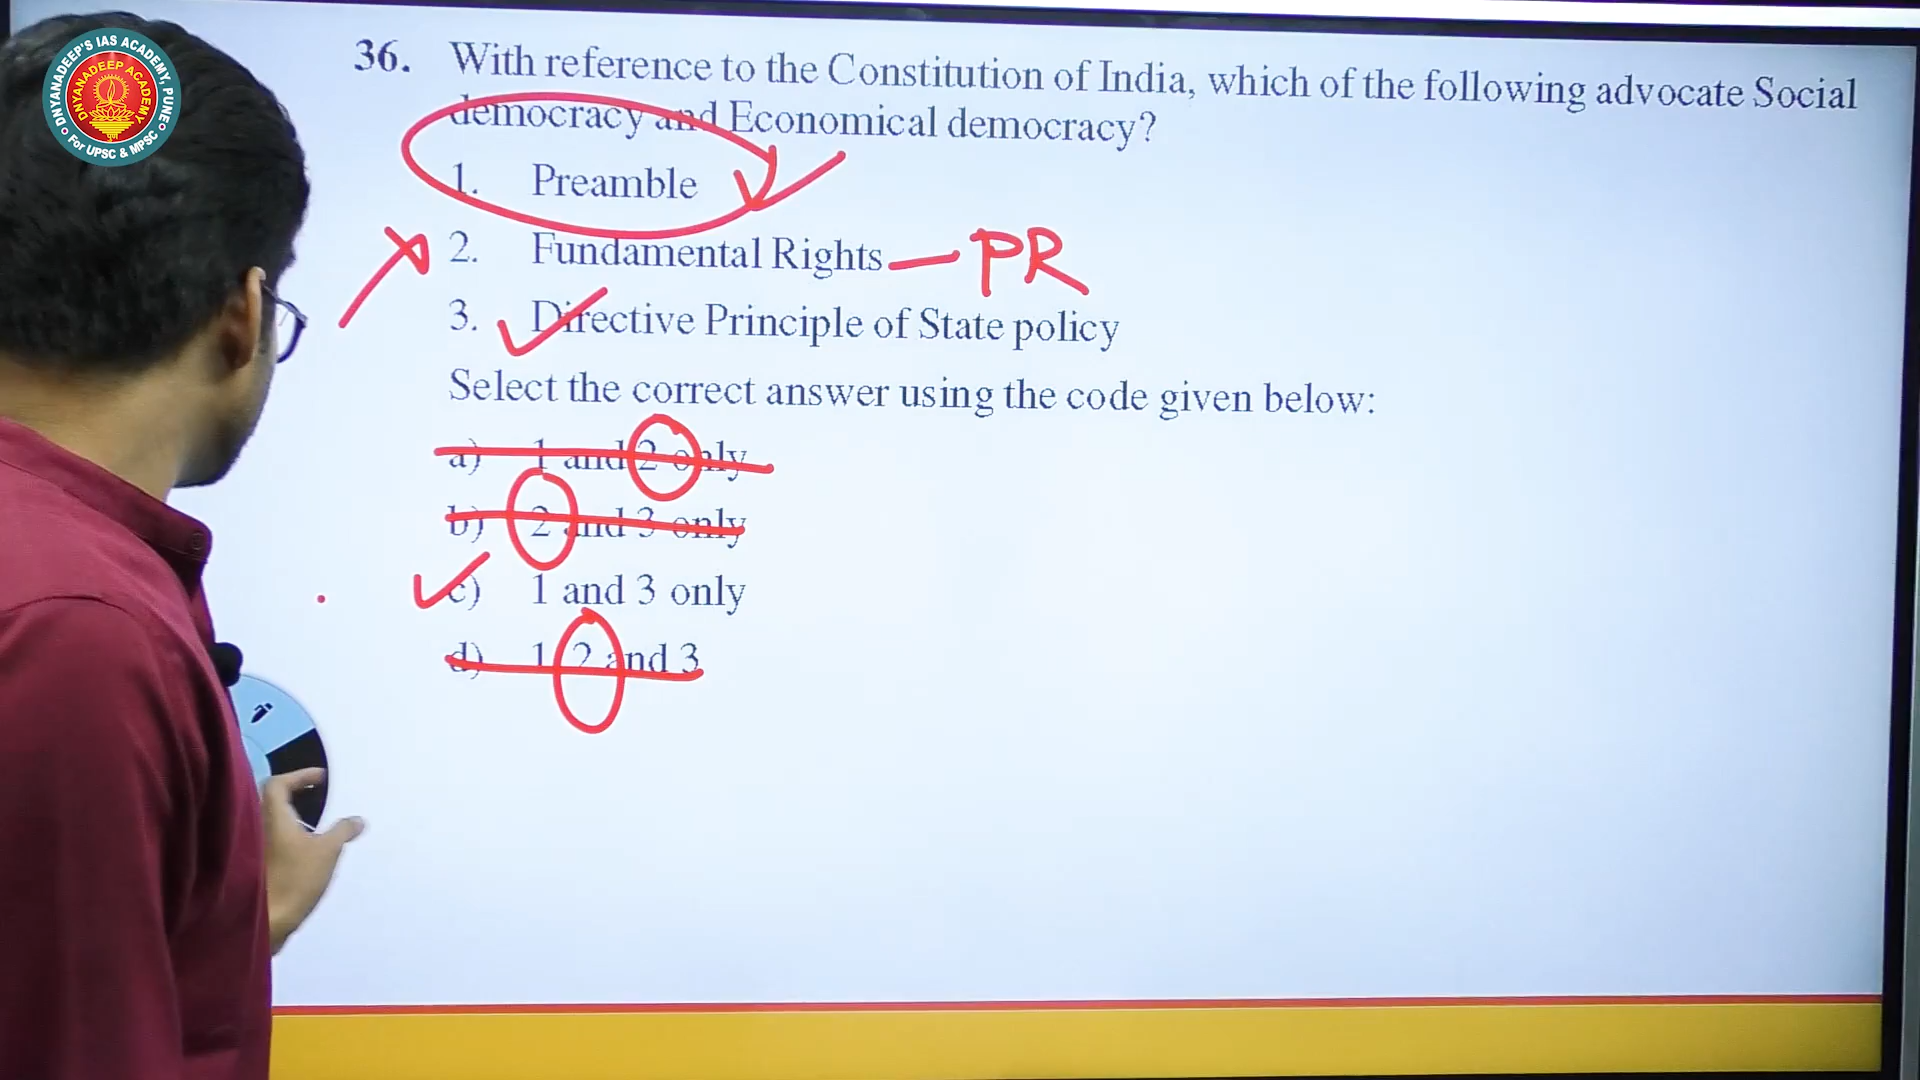 DNYANADEEP'S IAS ACADEMY, PUNE
DNYANADEEP ACADEMY
पुणे
For UPSC & MPSC
36. With reference to the Constitution of India, which of the following advocate Social
democracy and Economical democracy?
1. Preamble
2. Fundamental Rights — PR
3. Directive Principle of State policy
Select the correct answer using the code given below:
a) 1 and 2 only
b) 2 and 3 only
c) 1 and 3 only
d) 1, 2 and 3